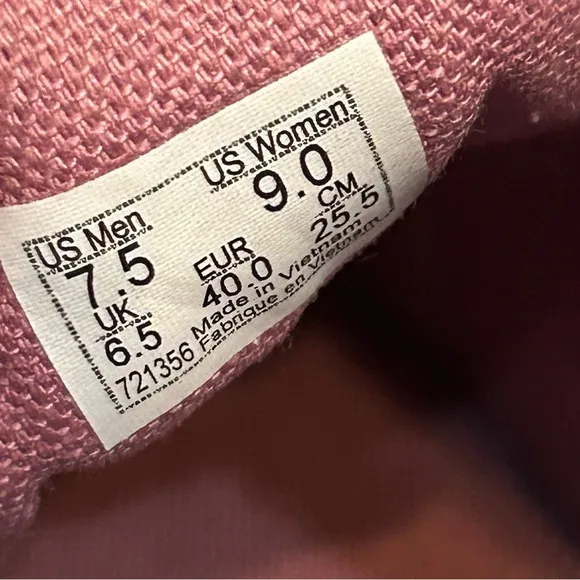 US Men
US Women
7.5
9.0
UK
EUR
CM
6.5
40.0
25.5
721356
Made in Vietnam
Fabrique en Vietnam